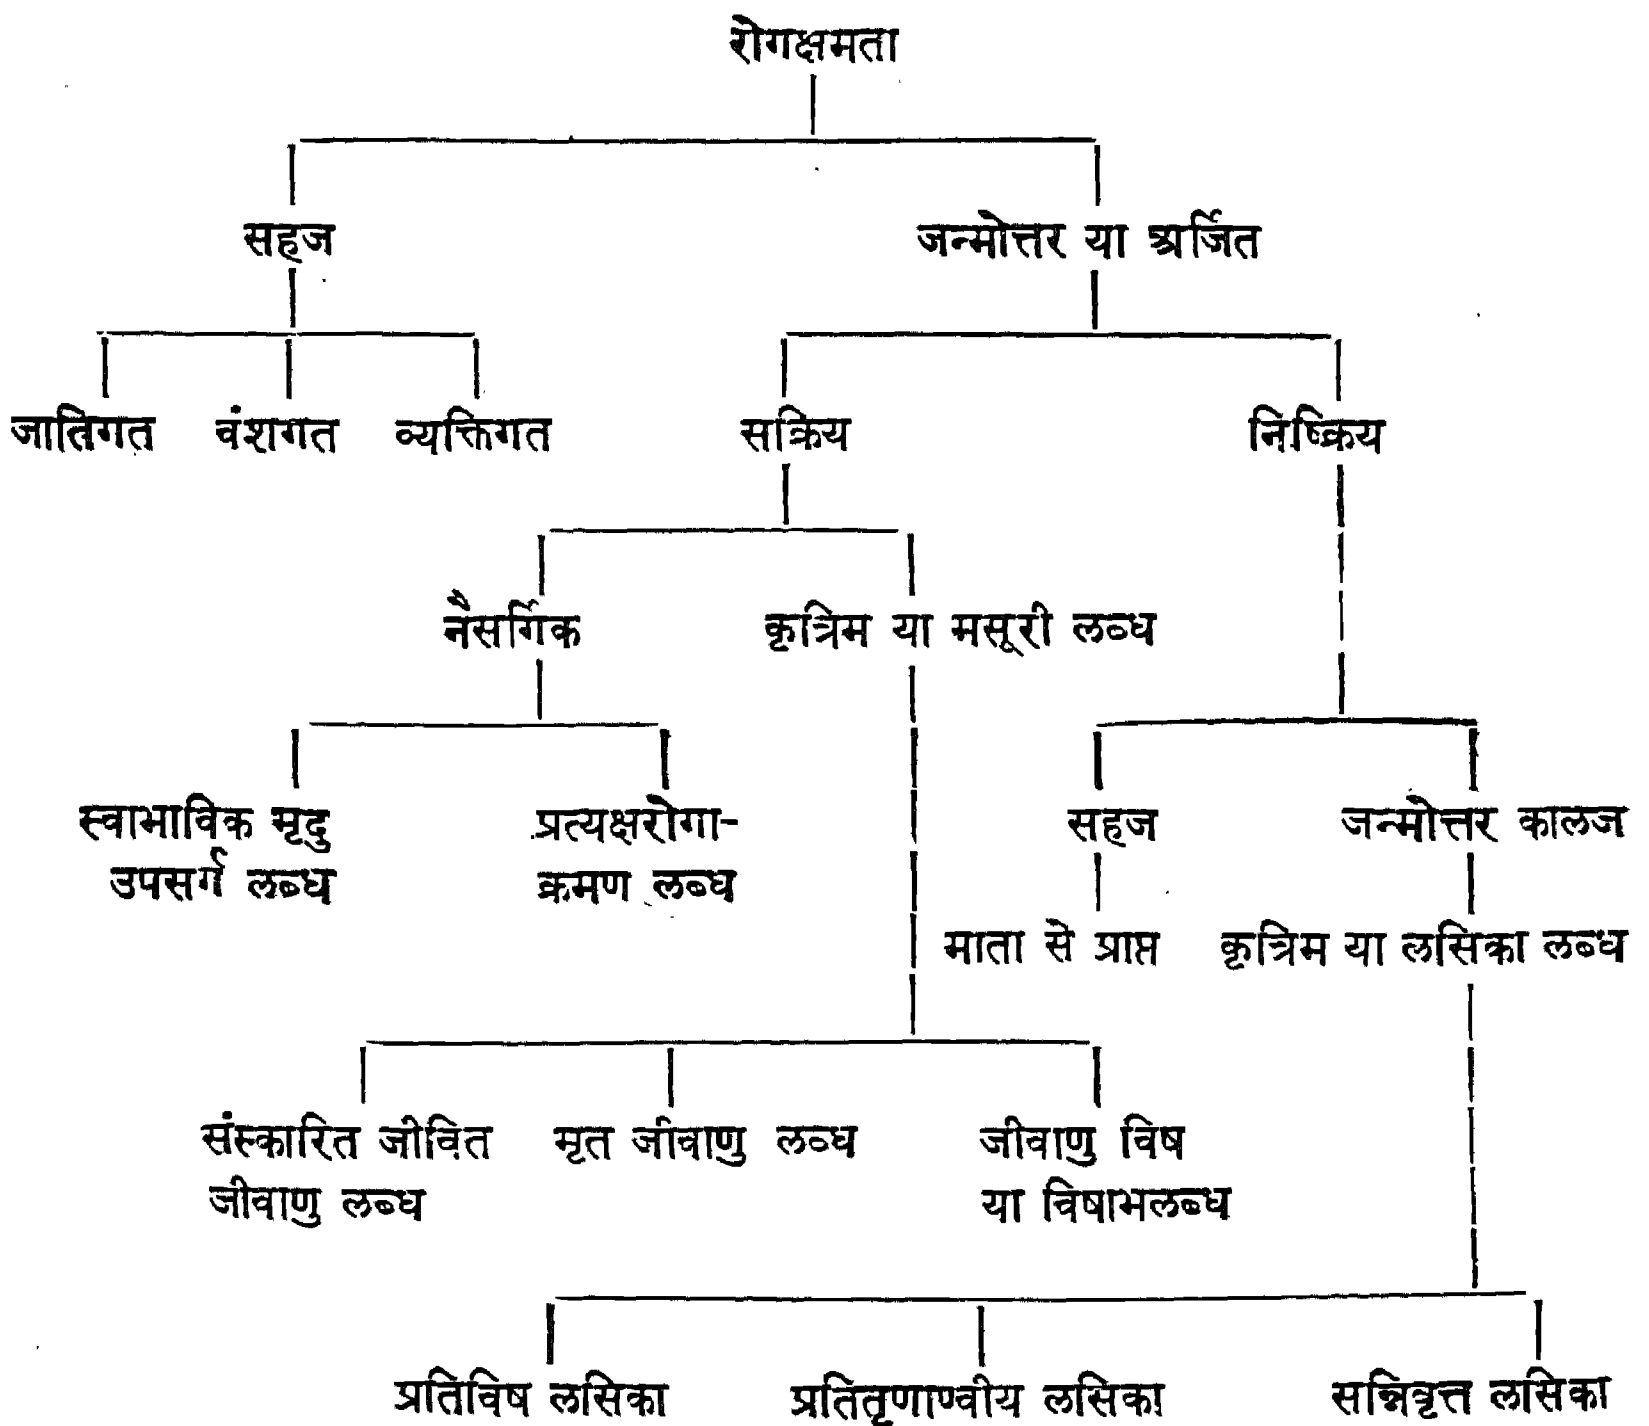 रोगक्षमता
सहज जन्मोत्तर या अर्जित
जातिगत वंशगत व्यक्तिगत सक्रिय निष्क्रिय
नैसर्गिक कृत्रिम या मसूरी लब्ध
स्वाभाविक मृदु प्रत्यक्षरोगा- सहज जन्मोत्तर कालज
उपसर्ग लब्ध क्रमण लब्ध
माता से प्राप्त कृत्रिम या लसिका लब्ध
संस्कारित जीवित मृत जीवाणु लब्ध जीवाणु विष
जीवाणु लब्ध या विषाभलब्ध
प्रतिविष लसिका प्रतितृणाण्वीय लसिका सन्निवृत्त लसिका